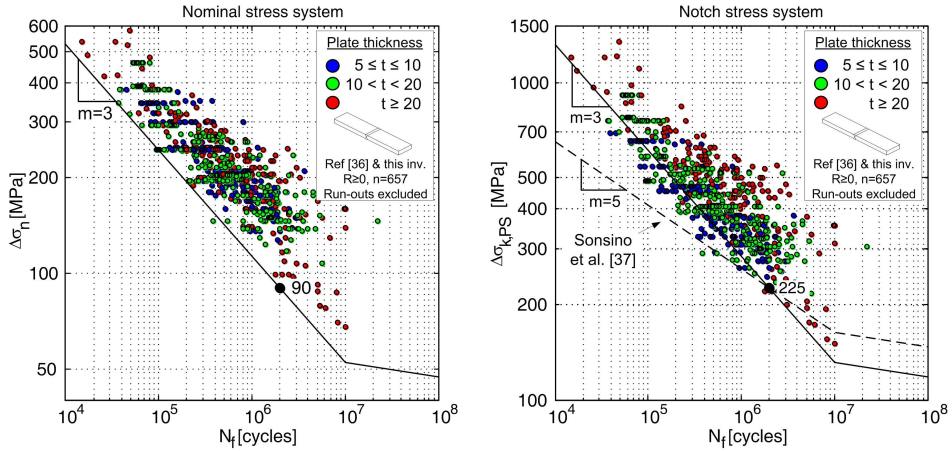 Nominal stress system
600
500
400
300
200
100
50
Δσn[MPa]
m=3
Plate thickness
5 ≤ t ≤ 10
10 < t < 20
t ≥ 20
Ref [36] & this inv.
R≥0, n=657
Run-outs excluded
90
10^4 10^5 10^6 10^7 10^8
Nf[cycles]
Notch stress system
1500
1000
700
500
400
300
200
100
Δσk,PS [MPa]
m=3
m=5
Plate thickness
5 ≤ t ≤ 10
10 < t < 20
t ≥ 20
Ref [36] & this inv.
R≥0, n=657
Run-outs excluded
Sonsino
et al. [37]
225
10^4 10^5 10^6 10^7 10^8
Nf[cycles]